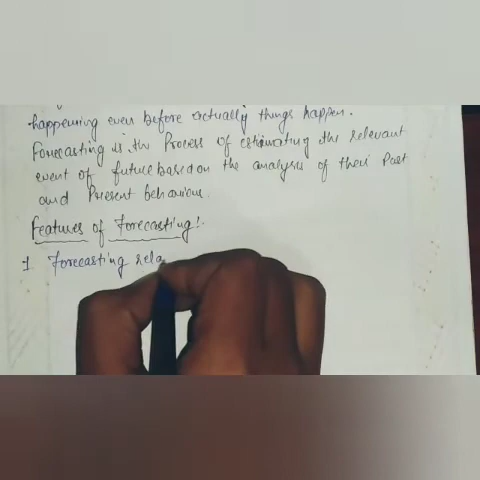 happening even before actually things happen.
Forecasting is the Process of estimating the relevant
event of future based on the analysis of their Past
and Present behaviour.
Features of Forecasting:
1 Forecasting rela